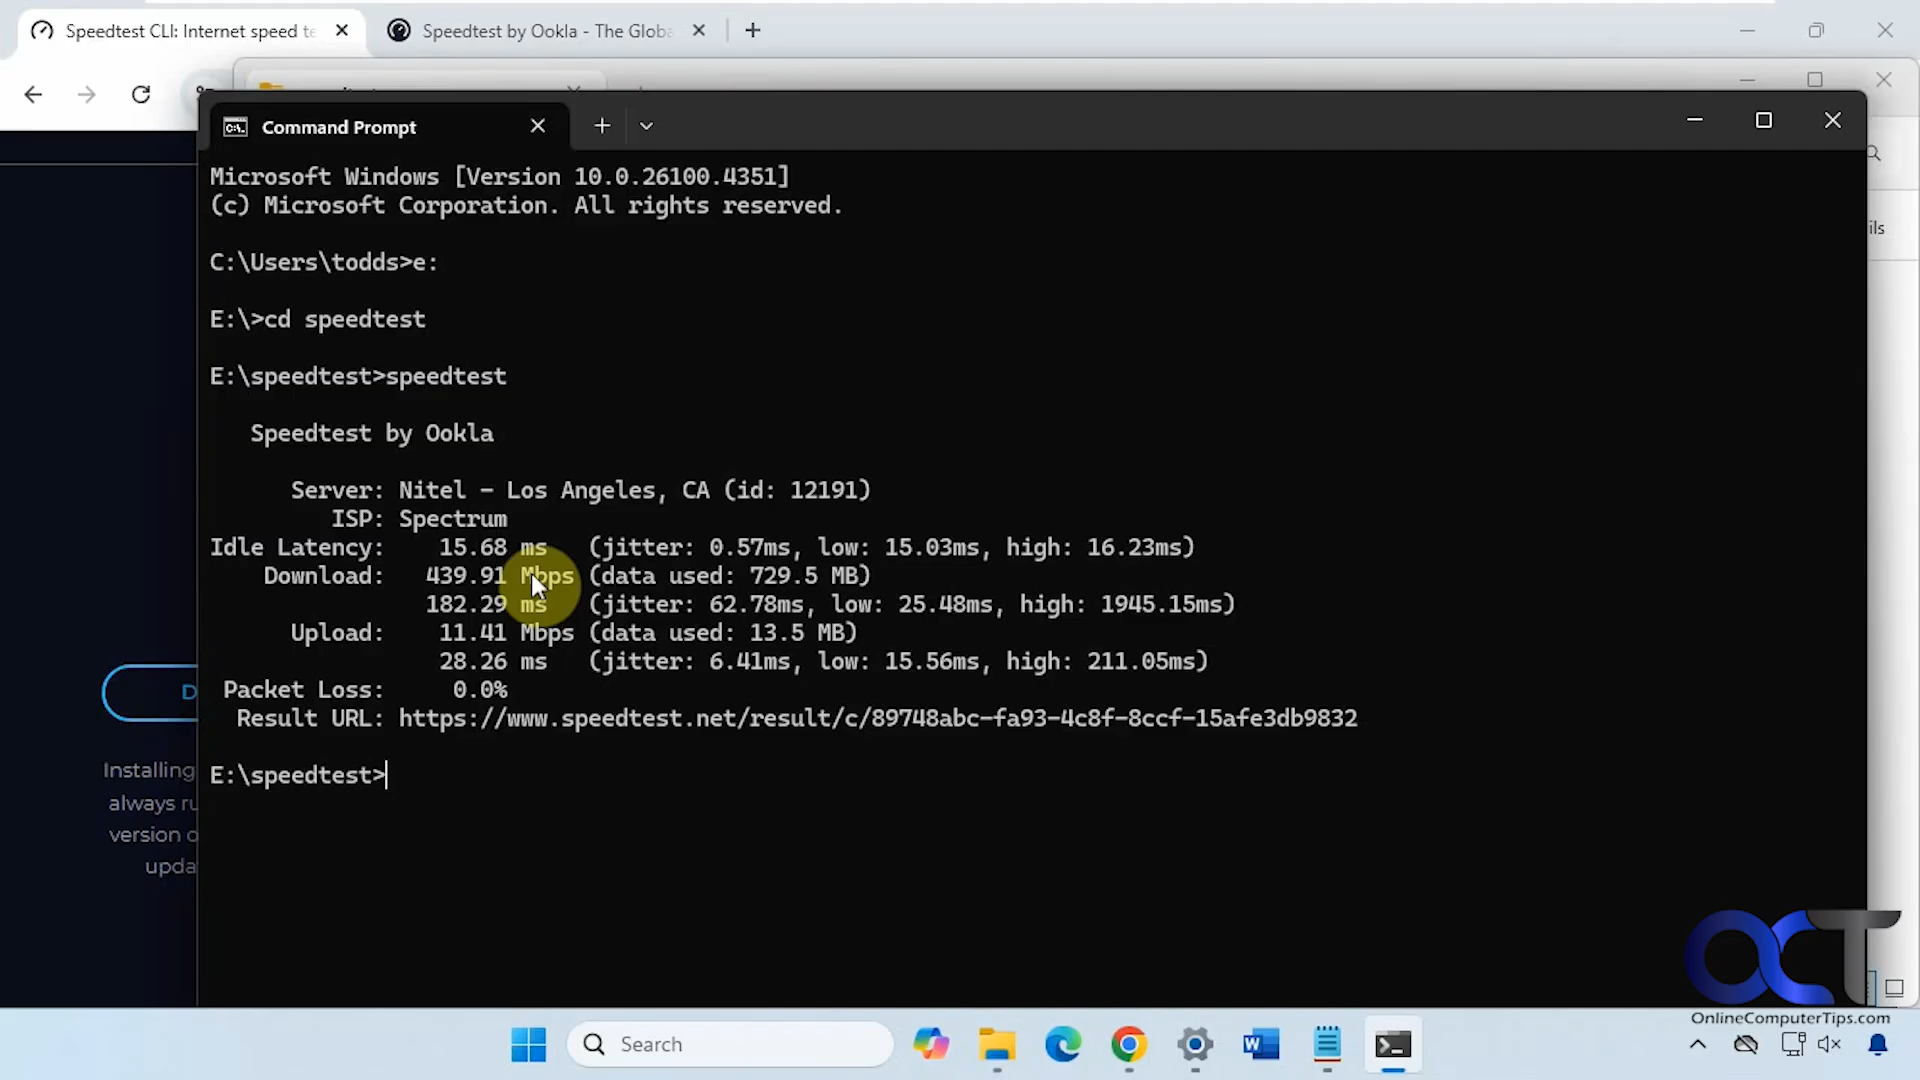 Speedtest CLI: Internet speed te
Speedtest by Ookla - The Globa
Command Prompt
Microsoft Windows [Version 10.0.26100.4351]
(c) Microsoft Corporation. All rights reserved.
ils
C:\Users\todds>e:
E:\>cd speedtest
E:\speedtest>speedtest
Speedtest by Ookla
Server: Nitel - Los Angeles, CA (id: 12191)
ISP: Spectrum
Idle Latency: 15.68 ms (jitter: 0.57ms, low: 15.03ms, high: 16.23ms)
Download: 439.91 Mbps (data used: 729.5 MB)
182.29 ms (jitter: 62.78ms, low: 25.48ms, high: 1945.15ms)
Upload: 11.41 Mbps (data used: 13.5 MB)
28.26 ms (jitter: 6.41ms, low: 15.56ms, high: 211.05ms)
Packet Loss: 0.0%
Result URL: https://www.speedtest.net/result/c/89748abc-fa93-4c8f-8ccf-15afe3db9832
E:\speedtest>
D
Installing
always ru
version o
upda
OCT
OnlineComputerTips.com
Search